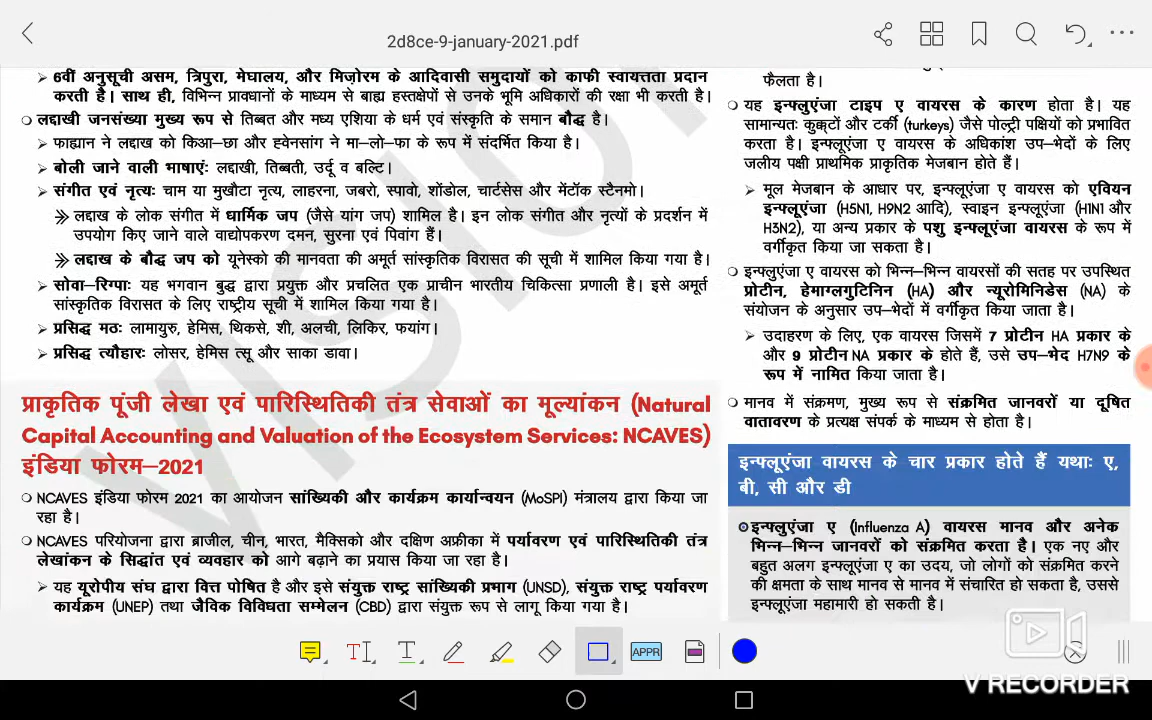 2d8ce-9-january-2021.pdf
6वीं अनुसूची असम, त्रिपुरा, मेघालय, और मिज़ोरम के आदिवासी समुदायों को काफी स्वायत्तता प्रदान
करती है। साथ ही, विभिन्न प्रावधानों के माध्यम से बाह्य हस्तक्षेपों से उनके भूमि अधिकारों की रक्षा भी करती है।
लद्दाखी जनसंख्या मुख्य रूप से तिब्बत और मध्य एशिया के धर्म एवं संस्कृति के समान बौद्ध है।
फाह्यान ने लद्दाख को किआ-छा और ह्वेनसांग ने मा-लो-फा के रूप में संदर्भित किया है।
बोली जाने वाली भाषाएं: लद्दाखी, तिब्बती, उर्दू व बल्टि।
संगीत एवं नृत्य: चाम या मुखौटा नृत्य, लाहरना, जबरो, स्पावो, शोंडोल, चार्टसेस और मेंटॉक स्टैनमो।
लद्दाख के लोक संगीत में धार्मिक जप (जैसे यांग जप) शामिल है। इन लोक संगीत और नृत्यों के प्रदर्शन में
उपयोग किए जाने वाले वाद्योपकरण दमन, सुरना एवं पिवांग हैं।
लद्दाख के बौद्ध जप को यूनेस्को की मानवता की अमूर्त सांस्कृतिक विरासत की सूची में शामिल किया गया है।
सोवा-रिग्पा: यह भगवान बुद्ध द्वारा प्रयुक्त और प्रचलित एक प्राचीन भारतीय चिकित्सा प्रणाली है। इसे अमूर्त
सांस्कृतिक विरासत के लिए राष्ट्रीय सूची में शामिल किया गया है।
प्रसिद्ध मठ: लामायुरु, हेमिस, थिकसे, शी, अलची, लिकिर, फयांग।
प्रसिद्ध त्यौहार: लोसर, हेमिस त्सू और साका डावा।
प्राकृतिक पूंजी लेखा एवं पारिस्थितिकी तंत्र सेवाओं का मूल्यांकन (Natural
Capital Accounting and Valuation of the Ecosystem Services: NCAVES)
इंडिया फोरम-2021
NCAVES इंडिया फोरम 2021 का आयोजन सांख्यिकी और कार्यक्रम कार्यान्वयन (MoSPI) मंत्रालय द्वारा किया जा
रहा है।
NCAVES परियोजना द्वारा ब्राजील, चीन, भारत, मैक्सिको और दक्षिण अफ्रीका में पर्यावरण एवं पारिस्थितिकी तंत्र
लेखांकन के सिद्धांत एवं व्यवहार को आगे बढ़ाने का प्रयास किया जा रहा है।
यह यूरोपीय संघ द्वारा वित्त पोषित है और इसे संयुक्त राष्ट्र सांख्यिकी प्रभाग (UNSD), संयुक्त राष्ट्र पर्यावरण
कार्यक्रम (UNEP) तथा जैविक विविधता सम्मेलन (CBD) द्वारा संयुक्त रूप से लागू किया गया है।
फैलता है।
यह इन्फ्लुएंजा टाइप ए वायरस के कारण होता है। यह
सामान्यतः कुक्कुटों और टर्की (turkeys) जैसे पोल्ट्री पक्षियों को प्रभावित
करता है। इन्फ्लूएंजा ए वायरस के अधिकांश उप-भेदों के लिए
जलीय पक्षी प्राथमिक प्राकृतिक मेजबान होते हैं।
मूल मेजबान के आधार पर, इन्फ्लूएंजा ए वायरस को एवियन
इन्फ्लूएंजा (H5N1, H9N2 आदि), स्वाइन इन्फ्लूएंजा (H1N1 और
H3N2), या अन्य प्रकार के पशु इन्फ्लूएंजा वायरस के रूप में
वर्गीकृत किया जा सकता है।
इन्फ्लुएंजा ए वायरस को भिन्न-भिन्न वायरसों की सतह पर उपस्थित
प्रोटीन, हेमाग्लगुटिनिन (HA) और न्यूरोमिनिडेस (NA) के
संयोजन के अनुसार उप-भेदों में वर्गीकृत किया जाता है।
उदाहरण के लिए, एक वायरस जिसमें 7 प्रोटीन HA प्रकार के
और 9 प्रोटीन NA प्रकार के होते हैं, उसे उप-भेद H7N9 के
रूप में नामित किया जाता है।
मानव में संक्रमण, मुख्य रूप से संक्रमित जानवरों या दूषित
वातावरण के प्रत्यक्ष संपर्क के माध्यम से होता है।
इन्फ्लूएंजा वायरस के चार प्रकार होते हैं यथा: ए,
बी, सी और डी
इन्फ्लुएंजा ए (Influenza A) वायरस मानव और अनेक
भिन्न-भिन्न जानवरों को संक्रमित करता है। एक नए और
बहुत अलग इन्फ्लूएंजा ए का उदय, जो लोगों को संक्रमित करने
की क्षमता के साथ मानव से मानव में संचारित हो सकता है, उससे
इन्फ्लूएंजा महामारी हो सकती है।
APPR
V RECORDER